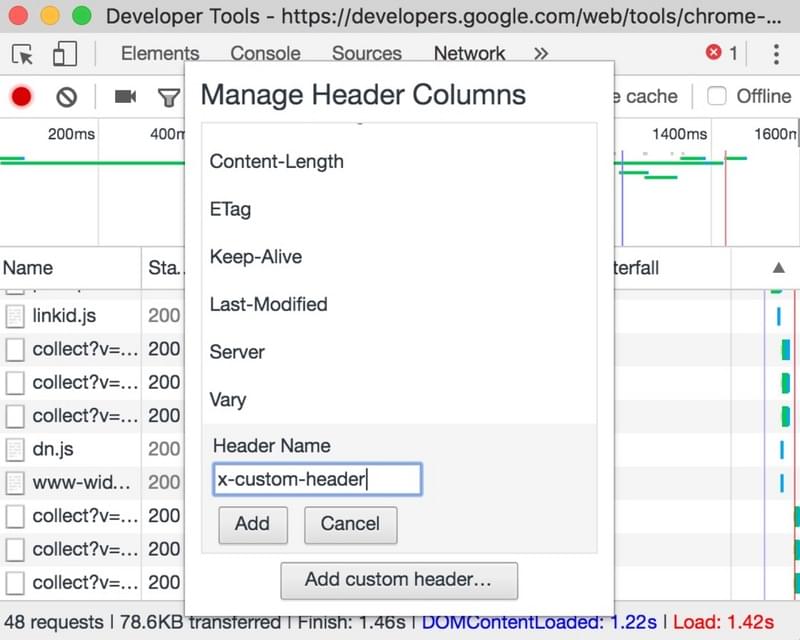 Developer Tools - https://developers.google.com/web/tools/chrome-...
Elements Console Sources Network » 1
Manage Header Columns
e cache Offline
200ms 400m 1400ms 1600m
Content-Length
ETag
Keep-Alive
Last-Modified
Server
Vary
Header Name
x-custom-header
Add Cancel
Add custom header...
Name Sta... terfall ▲
linkid.js 200
collect?v=... 200
collect?v=... 200
collect?v=... 200
dn.js 200
www-wid... 200
collect?v=... 200
collect?v=... 200
collect?v=... 200
48 requests | 78.6KB transferred | Finish: 1.46s | DOMContentLoaded: 1.22s | Load: 1.42s